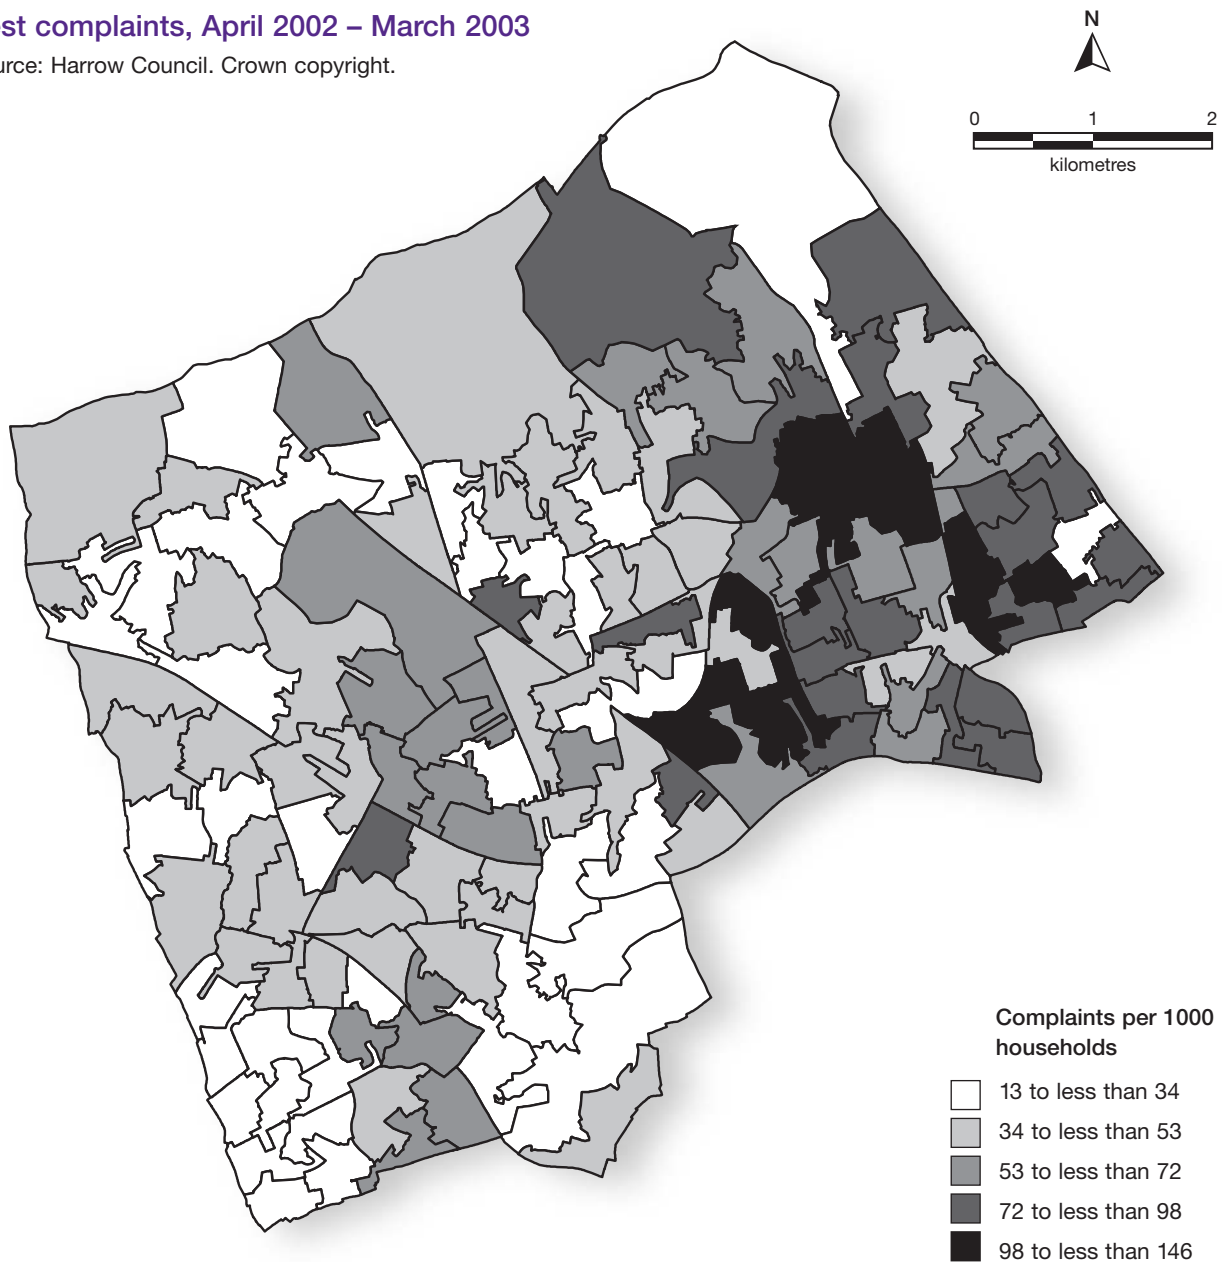 st complaints, April 2002 – March 2003
urce: Harrow Council. Crown copyright.
N
0 1 2
kilometres
Complaints per 1000
households
13 to less than 34
34 to less than 53
53 to less than 72
72 to less than 98
98 to less than 146